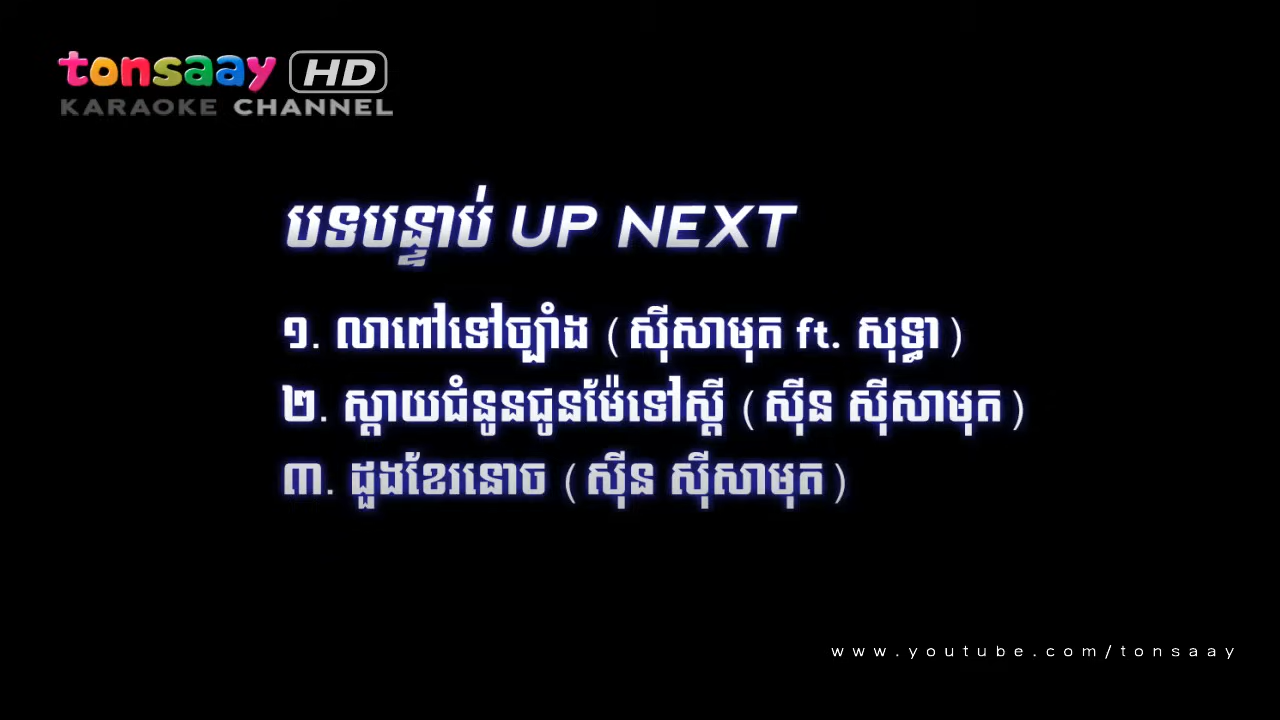 tonsaay HD
KARAOKE CHANNEL
បទបន្ទាប់ UP NEXT
១. លាពៅទៅច្បាំង (ស៊ីសាមុត ft. សុទ្ធា)
២. ស្ដាយជំនូនជូនម៉ែទៅស្ដី (ស៊ីន ស៊ីសាមុត)
៣. ដួងខែរនោច (ស៊ីន ស៊ីសាមុត)
www.youtube.com/tonsaay